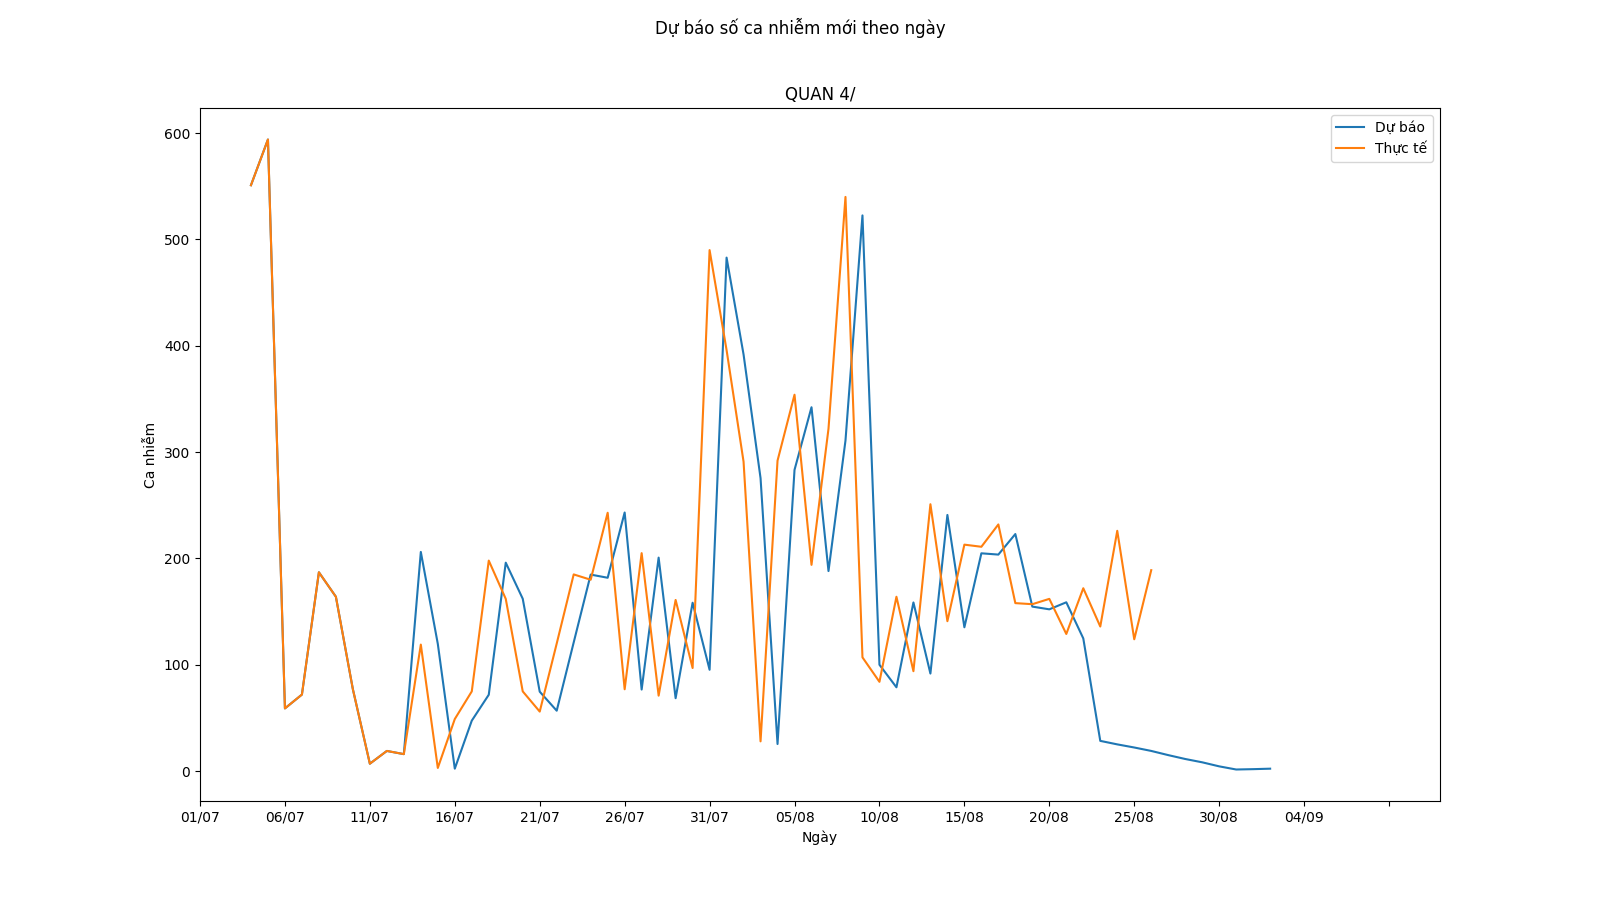 Dự báo số ca nhiễm mới theo ngày
QUAN 4/
Dự báo
Thực tế
600
500
400
300
200
100
0
Ca nhiễm
01/07 06/07 11/07 16/07 21/07 26/07 31/07 05/08 10/08 15/08 20/08 25/08 30/08 04/09
Ngày